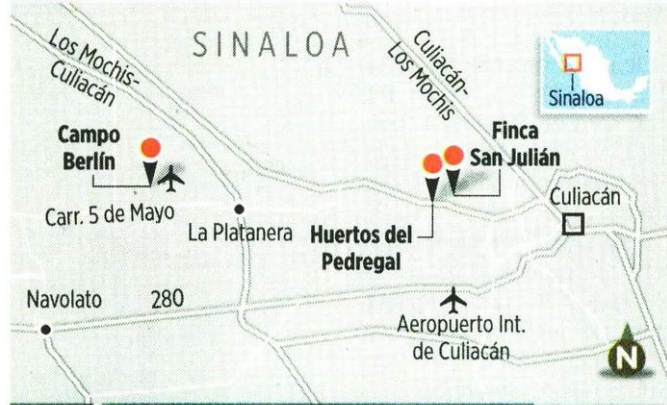 SINALOA
Los Mochis-
Culiacán
Culiacán-
Los Mochis
Sinaloa
Campo
Berlín
Finca
San Julián
Carr. 5 de Mayo
La Platanera
Huertos del
Pedregal
Culiacán
Navolato
280
Aeropuerto Int.
de Culiacán
N